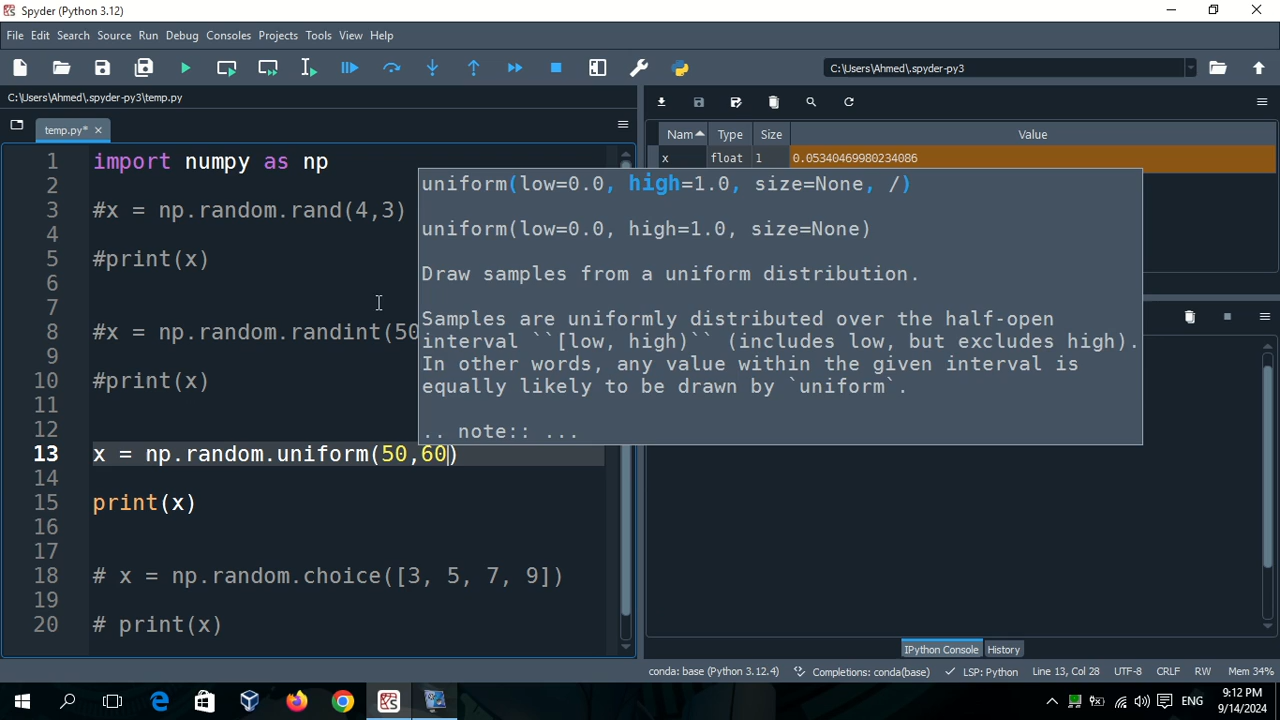 Spyder (Python 3.12)
File Edit Search Source Run Debug Consoles Projects Tools View Help
C:\Users\Ahmed\.spyder-py3
C:\Users\Ahmed\.spyder-py3\temp.py
temp.py*
1 import numpy as np
2
3 #x = np.random.rand(4,3)
4
5 #print(x)
6
7
8 #x = np.random.randint(50
9
10 #print(x)
11
12
13 x = np.random.uniform(50,60)
14
15 print(x)
16
17
18 # x = np.random.choice([3, 5, 7, 9])
19
20 # print(x)
Nam Type Size Value
x float 1 0.05340469980234086
uniform(low=0.0, high=1.0, size=None, /)
uniform(low=0.0, high=1.0, size=None)
Draw samples from a uniform distribution.
Samples are uniformly distributed over the half-open
interval ``[low, high)`` (includes low, but excludes high).
In other words, any value within the given interval is
equally likely to be drawn by `uniform`.
.. note:: ...
IPython Console History
conda: base (Python 3.12.4) Completions: conda(base) LSP: Python Line 13, Col 28 UTF-8 CRLF RW Mem 34%
ENG
9:12 PM
9/14/2024